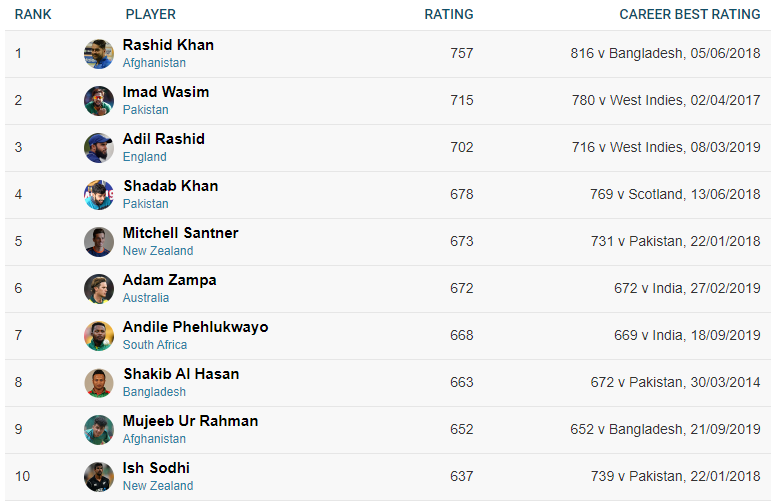 RANK PLAYER RATING CAREER BEST RATING
1 Rashid Khan 757 816 v Bangladesh, 05/06/2018
Afghanistan
2 Imad Wasim 715 780 v West Indies, 02/04/2017
Pakistan
3 Adil Rashid 702 716 v West Indies, 08/03/2019
England
4 Shadab Khan 678 769 v Scotland, 13/06/2018
Pakistan
5 Mitchell Santner 673 731 v Pakistan, 22/01/2018
New Zealand
6 Adam Zampa 672 672 v India, 27/02/2019
Australia
7 Andile Phehlukwayo 668 669 v India, 18/09/2019
South Africa
8 Shakib Al Hasan 663 672 v Pakistan, 30/03/2014
Bangladesh
9 Mujeeb Ur Rahman 652 652 v Bangladesh, 21/09/2019
Afghanistan
10 Ish Sodhi 637 739 v Pakistan, 22/01/2018
New Zealand